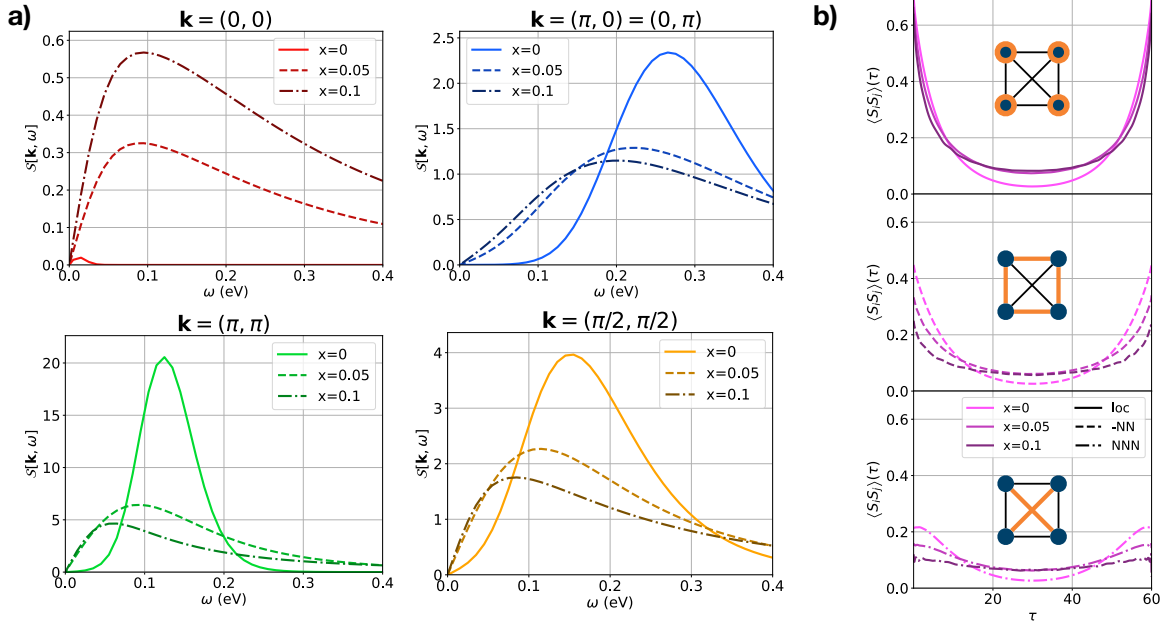 a)
k = (0, 0)
S[k, ω]
0.6
0.5
0.4
0.3
0.2
0.1
0.0
x=0
x=0.05
x=0.1
0.0 0.1 0.2 0.3 0.4
ω (eV)
k = (π, 0) = (0, π)
S[k, ω]
2.5
2.0
1.5
1.0
0.5
0.0
x=0
x=0.05
x=0.1
0.0 0.1 0.2 0.3 0.4
ω (eV)
k = (π, π)
S[k, ω]
20
15
10
5
0
x=0
x=0.05
x=0.1
0.0 0.1 0.2 0.3 0.4
ω (eV)
k = (π/2, π/2)
S[k, ω]
4
3
2
1
0
x=0
x=0.05
x=0.1
0.0 0.1 0.2 0.3 0.4
ω (eV)
b)
⟨SᵢSⱼ⟩(τ)
0.6
0.4
0.2
0.0
⟨SᵢSⱼ⟩(τ)
0.6
0.4
0.2
0.0
⟨SᵢSⱼ⟩(τ)
0.6
0.4
0.2
0.0
x=0 loc
x=0.05 -NN
x=0.1 NNN
20 40 60
τ